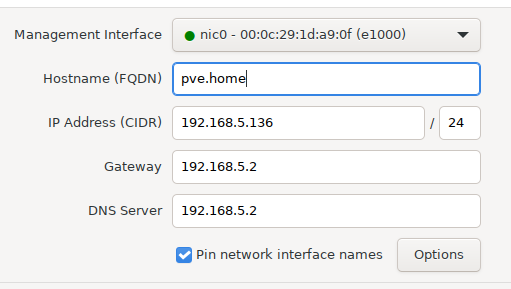 Management Interface nic0 - 00:0c:29:1d:a9:0f (e1000)
Hostname (FQDN) pve.home
IP Address (CIDR) 192.168.5.136 / 24
Gateway 192.168.5.2
DNS Server 192.168.5.2
Pin network interface names Options